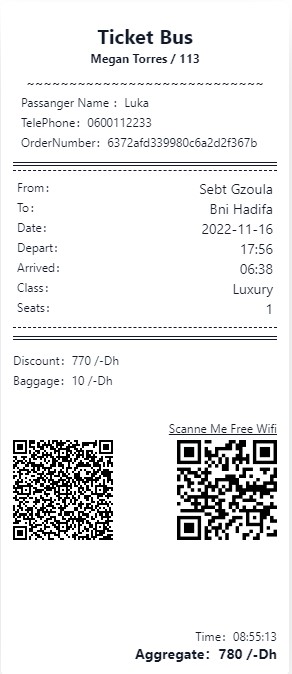 Ticket Bus
Megan Torres / 113
~~~~~~~~~~~~~~~~~~~~~~~~~~~~
Passanger Name : Luka
TelePhone: 0600112233
OrderNumber: 6372afd339980c6a2d2f367b
From: Sebt Gzoula
To: Bni Hadifa
Date: 2022-11-16
Depart: 17:56
Arrived: 06:38
Class: Luxury
Seats: 1
Discount: 770 /-Dh
Baggage: 10 /-Dh
Scanne Me Free Wifi
Time: 08:55:13
Aggregate: 780 /-Dh